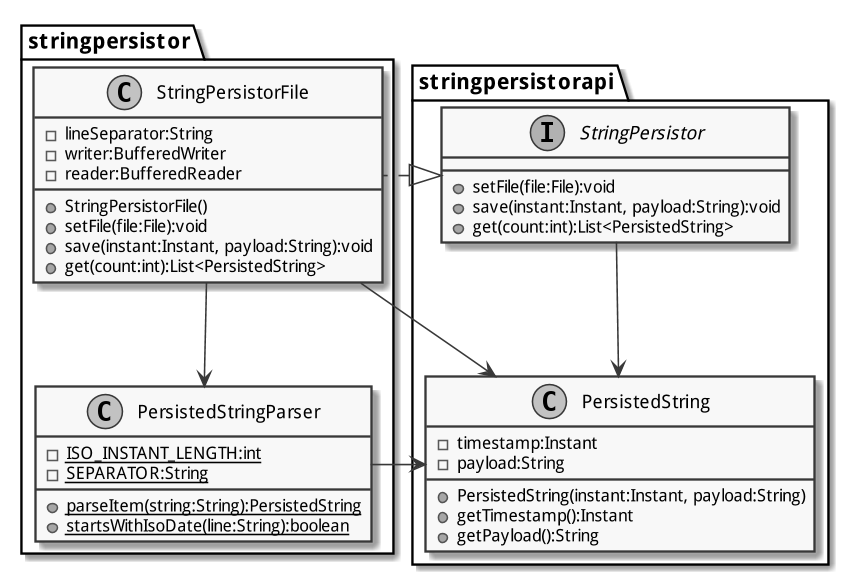 stringpersistor
C StringPersistorFile
lineSeparator:String
writer:BufferedWriter
reader:BufferedReader
StringPersistorFile()
setFile(file:File):void
save(instant:Instant, payload:String):void
get(count:int):List<PersistedString>
C PersistedStringParser
ISO_INSTANT_LENGTH:int
SEPARATOR:String
parseItem(string:String):PersistedString
startsWithIsoDate(line:String):boolean
stringpersistorapi
I StringPersistor
setFile(file:File):void
save(instant:Instant, payload:String):void
get(count:int):List<PersistedString>
C PersistedString
timestamp:Instant
payload:String
PersistedString(instant:Instant, payload:String)
getTimestamp():Instant
getPayload():String